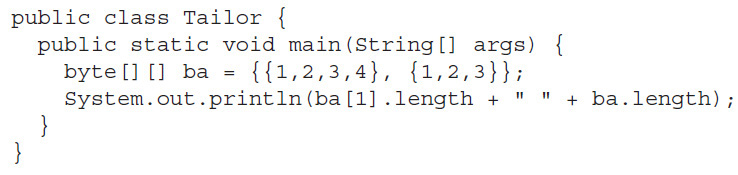 public class Tailor {
  public static void main(String[] args) {
    byte[][] ba = {{1,2,3,4}, {1,2,3}};
    System.out.println(ba[1].length + " " + ba.length);
  }
}